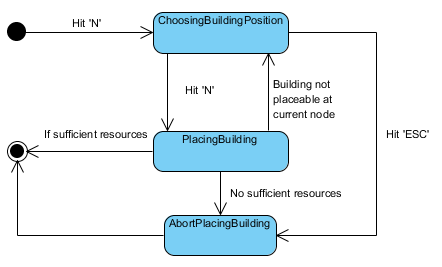 Hit 'N'
ChoosingBuildingPosition
Hit 'N'
Building not
placeable at
current node
Hit 'ESC'
If sufficient resources
PlacingBuilding
No sufficient resources
AbortPlacingBuilding